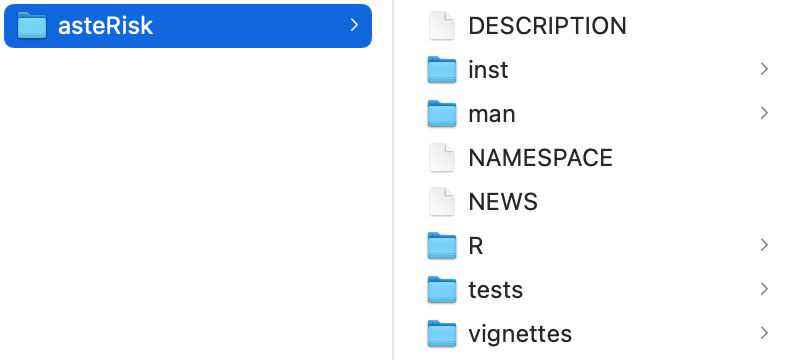 asteRisk
DESCRIPTION
inst
man
NAMESPACE
NEWS
R
tests
vignettes